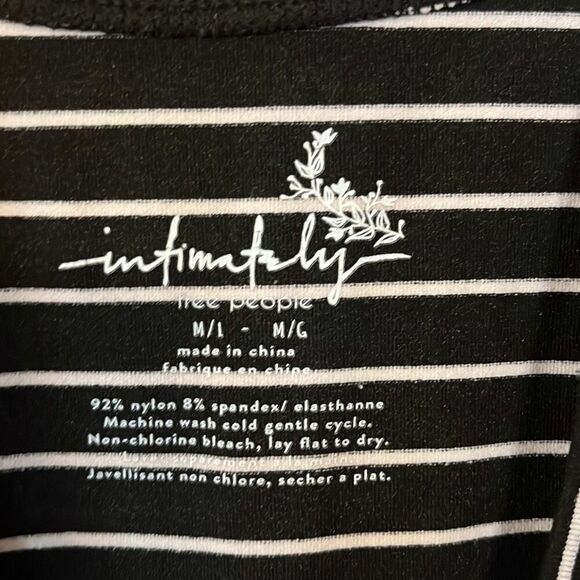 intimately
free people
M/L - M/G
made in china
fabrique en chine
92% nylon 8% spandex/ elasthanne
Machine wash cold gentle cycle.
Non-chlorine bleach, lay flat to dry.
Javellisant non chlore, secher a plat.